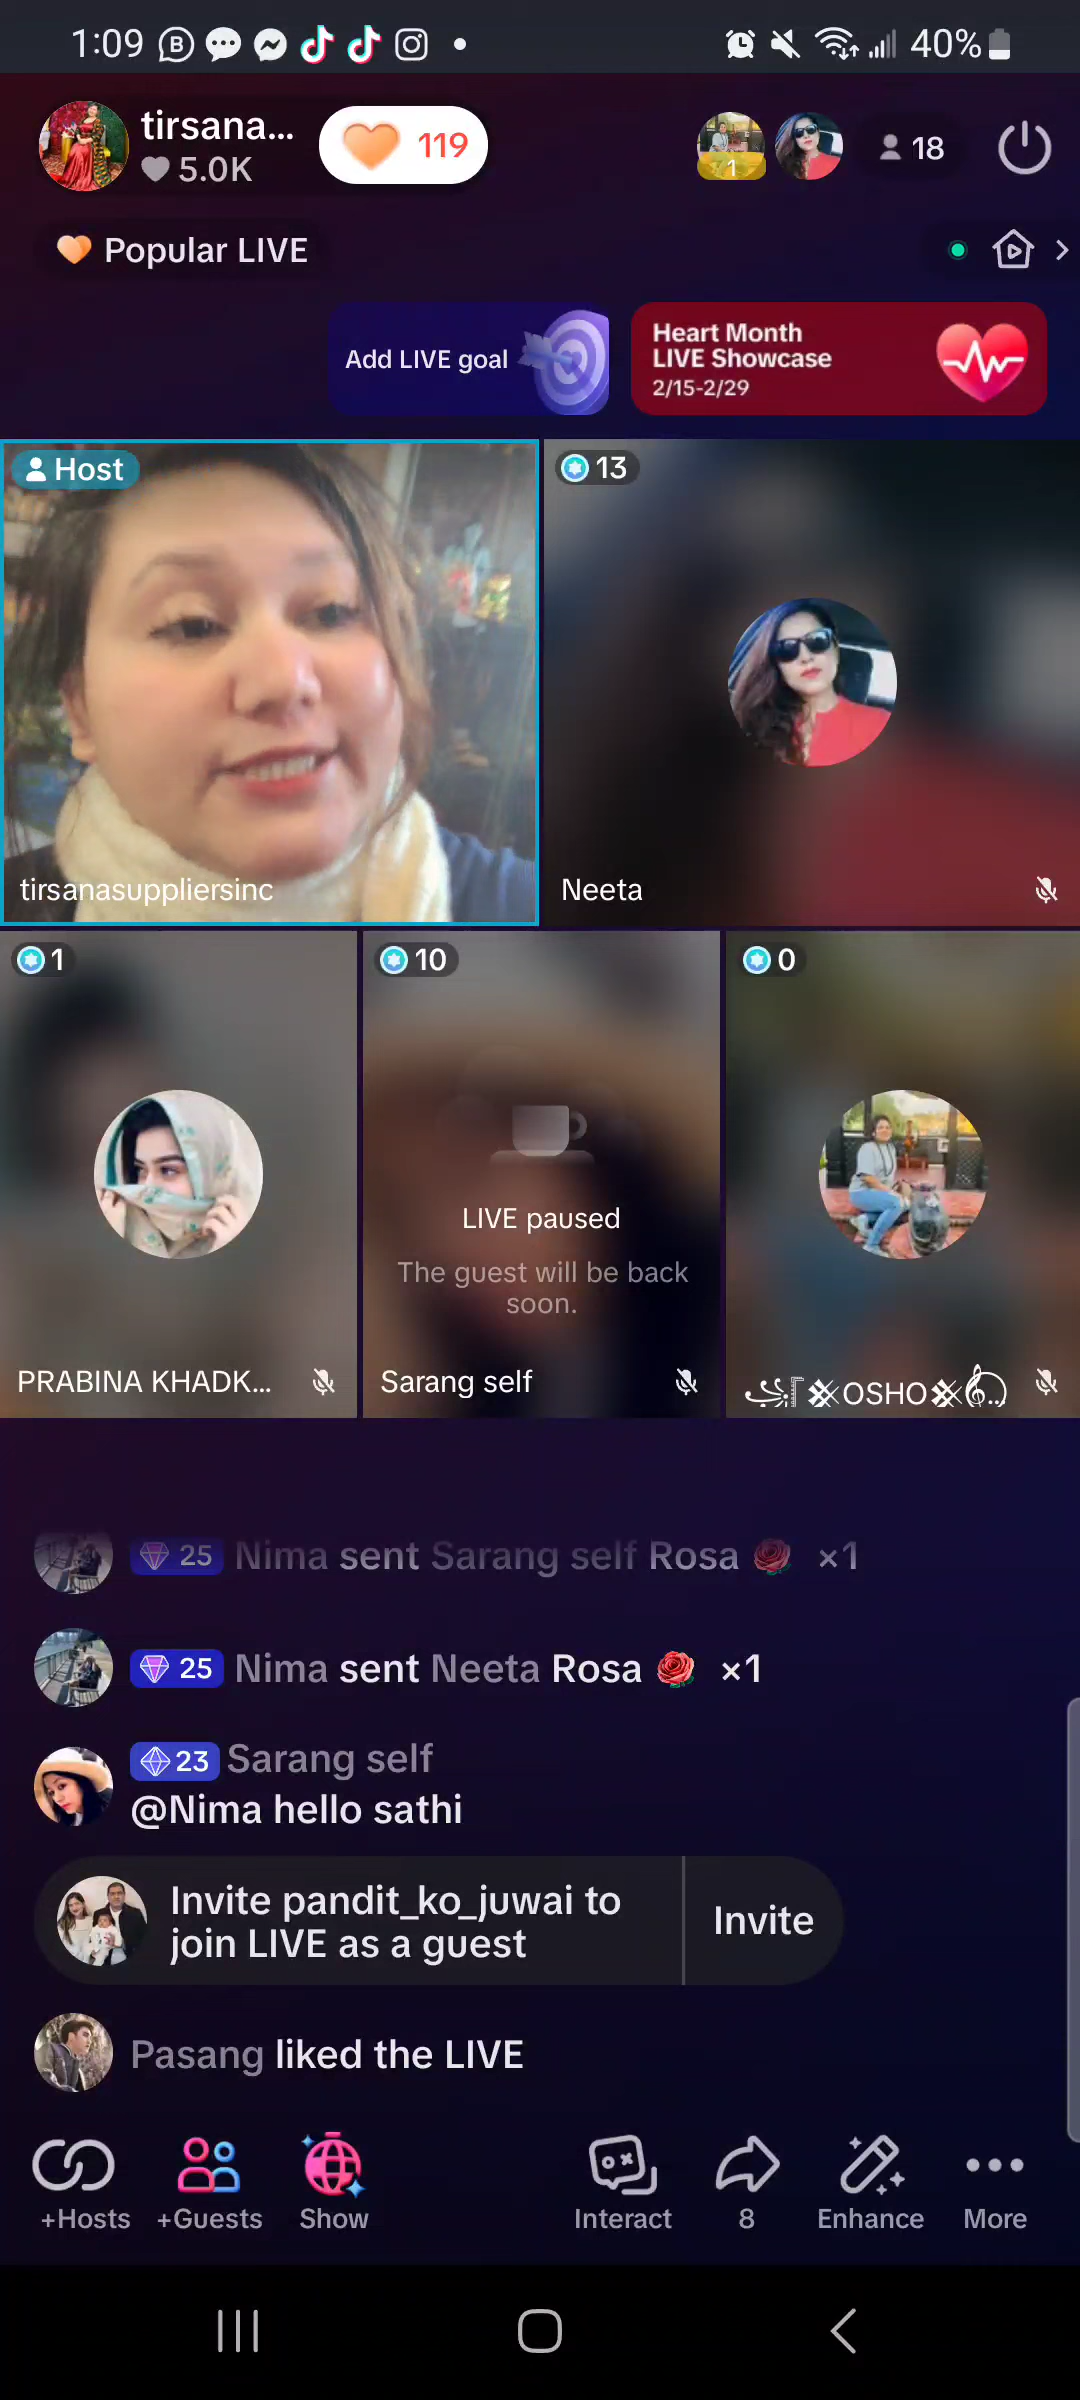 1:09
40%
tirsana...
5.0K
119
1
18
Popular LIVE
Add LIVE goal
Heart Month
LIVE Showcase
2/15-2/29
Host
tirsanasuppliersinc
13
Neeta
1
PRABINA KHADK...
10
LIVE paused
The guest will be back
soon.
Sarang self
0
OSHO
25 Nima sent Sarang self Rosa 🌹 ×1
25 Nima sent Neeta Rosa 🌹 ×1
23 Sarang self
@Nima hello sathi
Invite pandit_ko_juwai to
join LIVE as a guest
Invite
Pasang liked the LIVE
+Hosts
+Guests
Show
Interact
8
Enhance
More